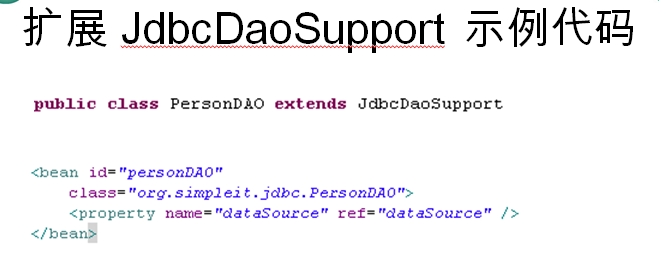 扩展 JdbcDaoSupport 示例代码
public class PersonDAO extends JdbcDaoSupport
<bean id="personDAO"
class="org.simpleit.jdbc.PersonDAO">
<property name="dataSource" ref="dataSource" />
</bean>